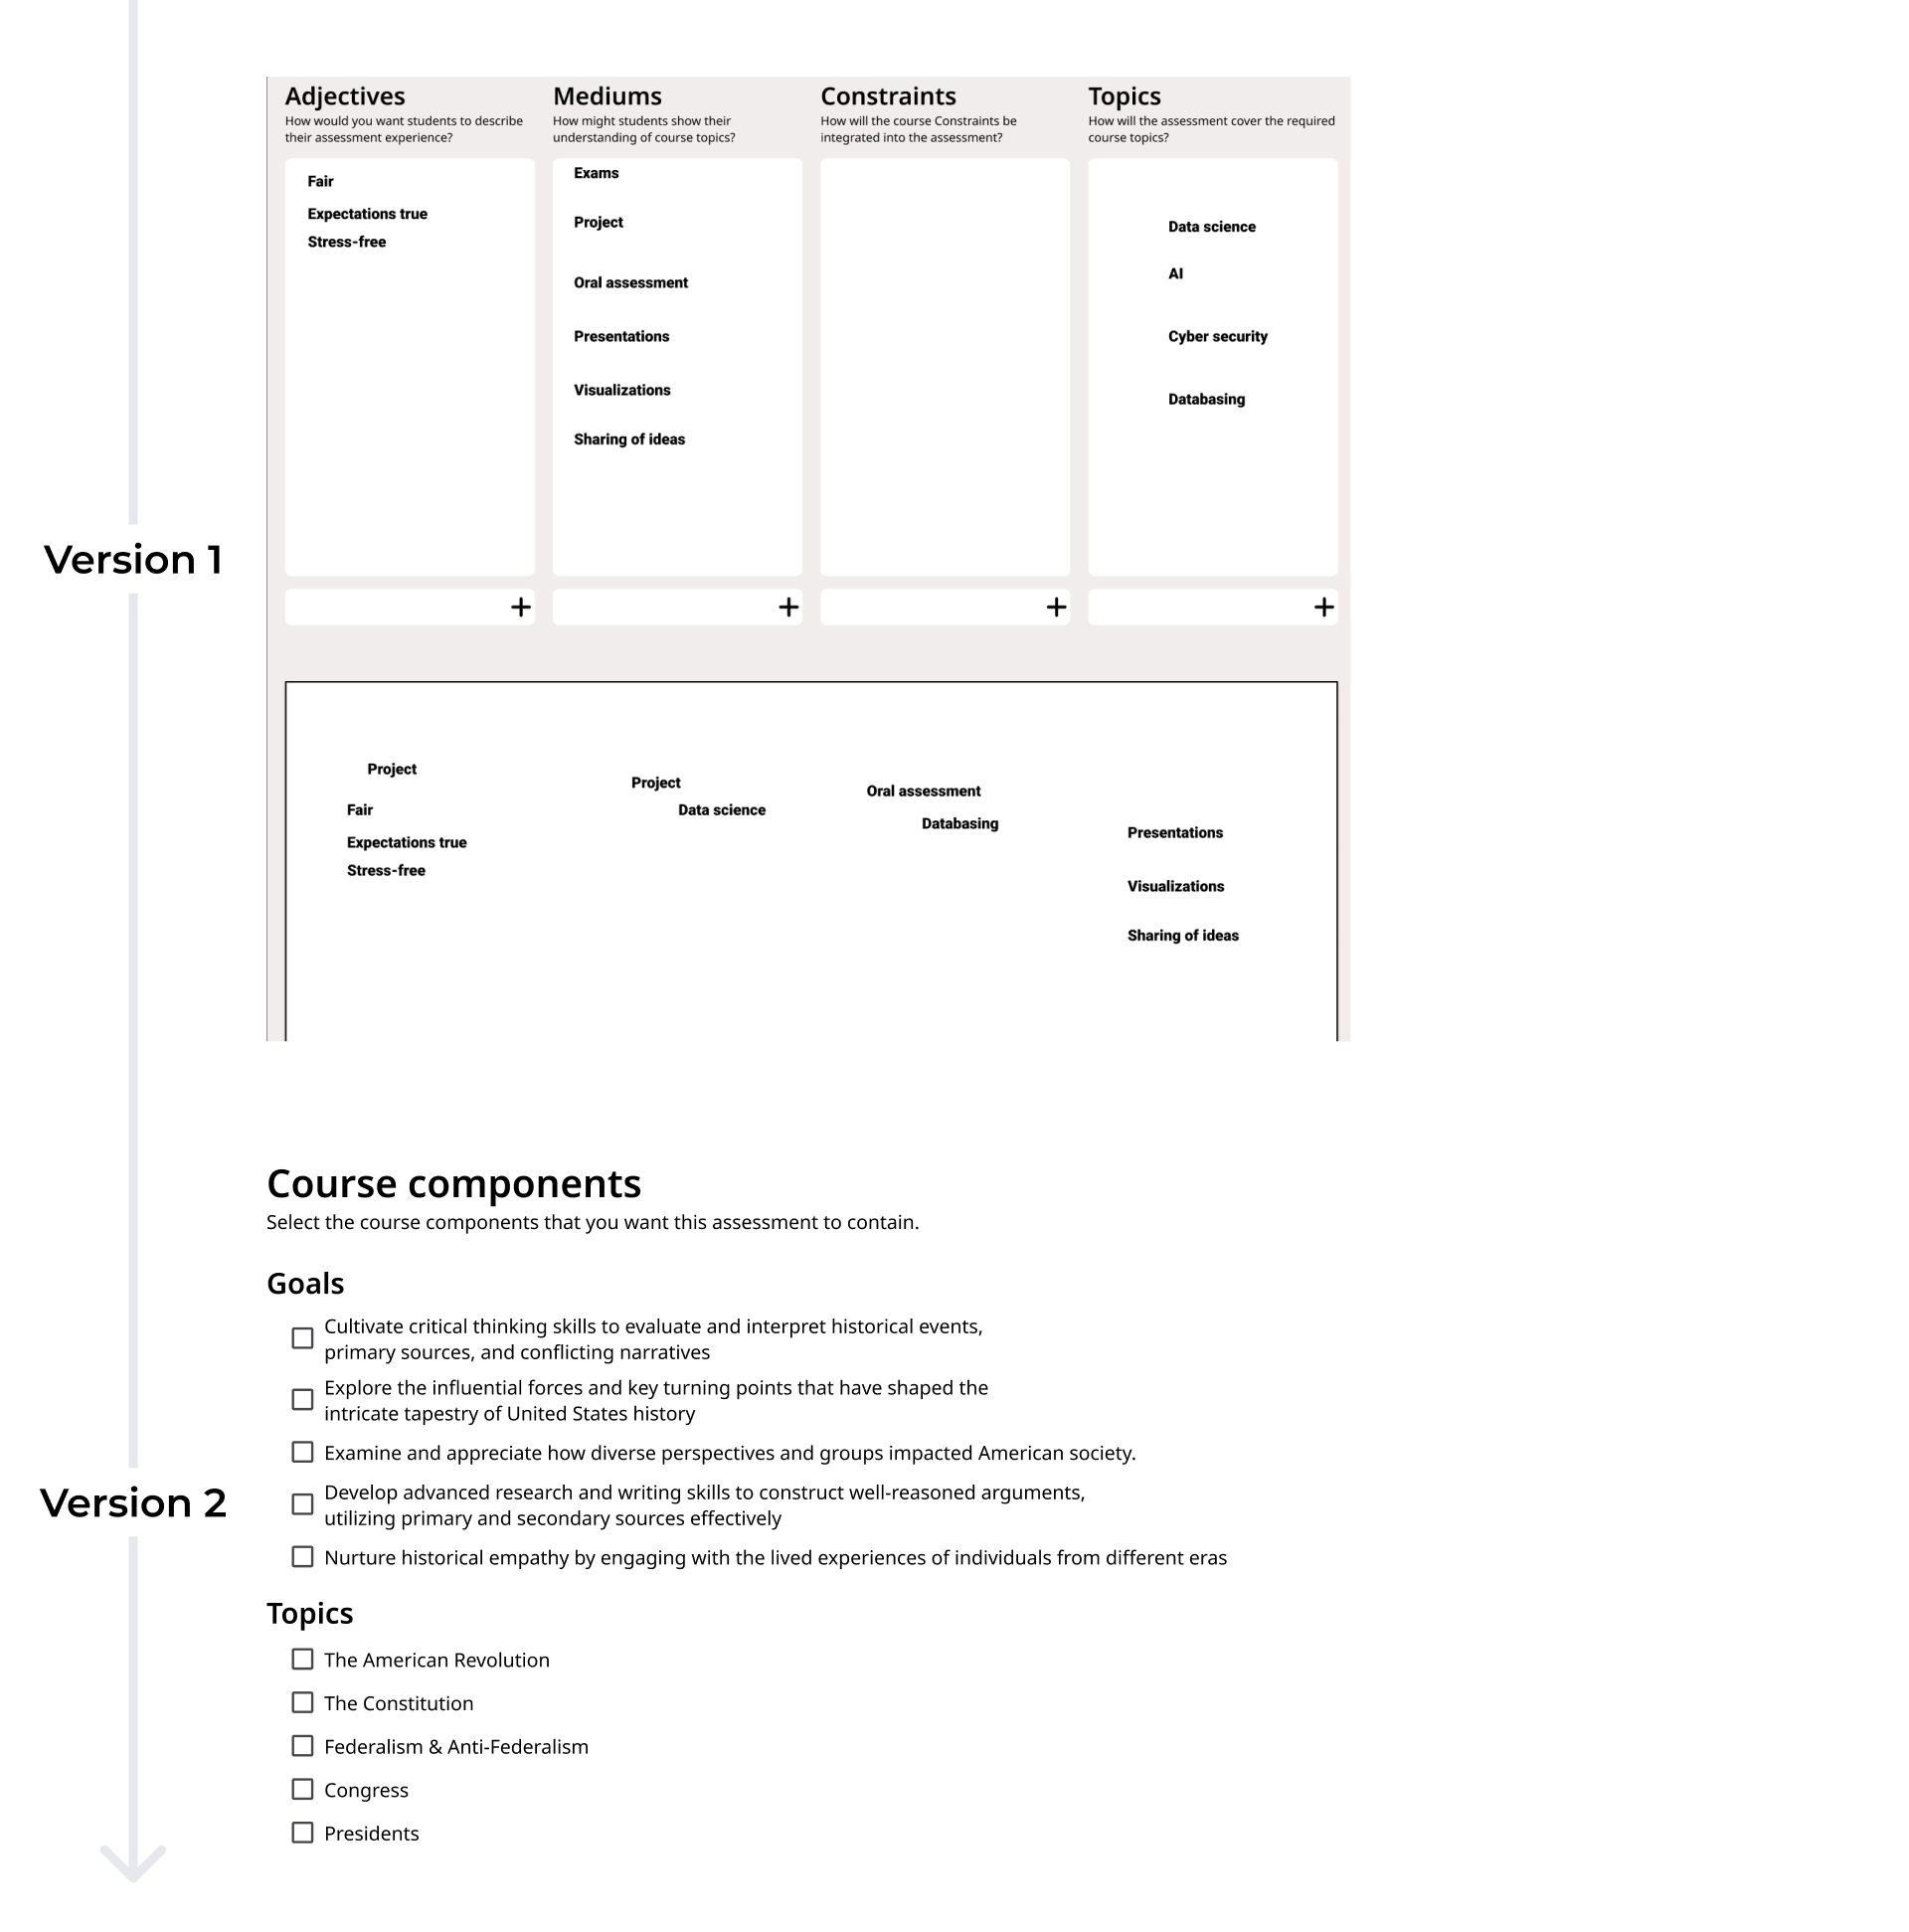 Adjectives
How would you want students to describe
their assessment experience?
Fair
Expectations true
Stress-free
Mediums
How might students show their
understanding of course topics?
Exams
Project
Oral assessment
Presentations
Visualizations
Sharing of ideas
Constraints
How will the course Constraints be
integrated into the assessment?
Topics
How will the assessment cover the required
course topics?
Data science
AI
Cyber security
Databasing
Version 1
+
+
+
+
Project
Fair
Expectations true
Stress-free
Project
Data science
Oral assessment
Databasing
Presentations
Visualizations
Sharing of ideas
Course components
Select the course components that you want this assessment to contain.
Goals
Cultivate critical thinking skills to evaluate and interpret historical events,
primary sources, and conflicting narratives
Explore the influential forces and key turning points that have shaped the
intricate tapestry of United States history
Examine and appreciate how diverse perspectives and groups impacted American society.
Version 2
Develop advanced research and writing skills to construct well-reasoned arguments,
utilizing primary and secondary sources effectively
Nurture historical empathy by engaging with the lived experiences of individuals from different eras
Topics
The American Revolution
The Constitution
Federalism & Anti-Federalism
Congress
Presidents